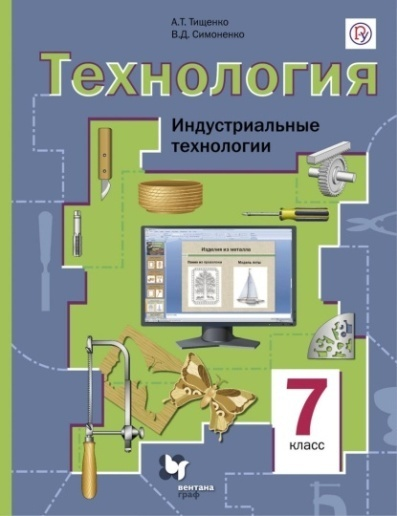 А.Т. Тищенко
В.Д. Симоненко
Технология
Индустриальные
технологии
Изделия из металла
7
класс
вентана
граф